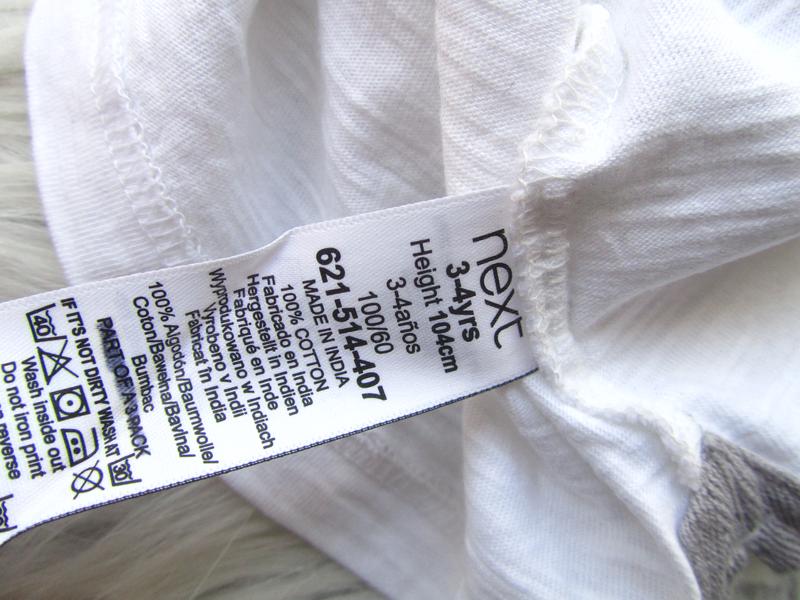 next
3-4yrs
Height 104cm
3-4años
100/60
621-514-407
MADE IN INDIA
100% COTTON
Fabricado en India
Hergestellt in Indien
Fabriqué en Inde
Wyprodukowano w Indiach
Vyrobeno v Indii
Fabricat în India
100% Algodón/Baumwolle/
Coton/Bawełna/Bavlna/
Bumbac
PART OF A 3 PACK
IF IT'S NOT DIRTY WASH AT 30
40
Wash inside out
Do not iron print
reverse